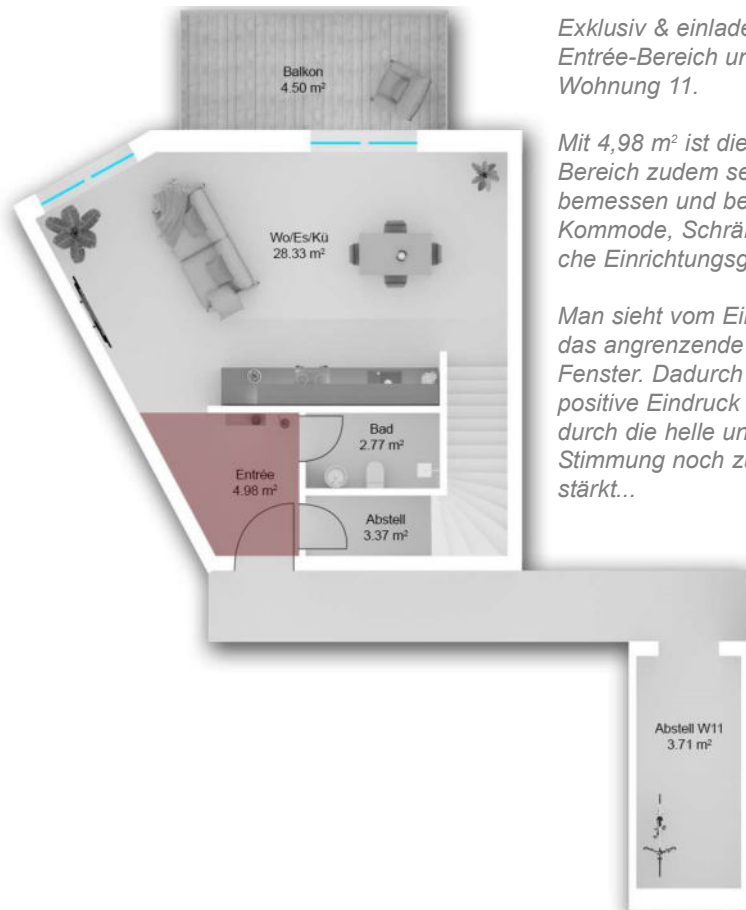 Balkon
4.50 m²
Wo/Es/Kü
28.33 m²
Bad
2.77 m²
Entrée
4.98 m²
Abstell
3.37 m²
Abstell W11
3.71 m²
Exklusiv & einlade
Entrée-Bereich un
Wohnung 11.
Mit 4,98 m² ist die
Bereich zudem se
bemessen und be
Kommode, Schrän
che Einrichtungsg
Man sieht vom Ein
das angrenzende
Fenster. Dadurch
positive Eindruck
durch die helle un
Stimmung noch zu
stärkt...